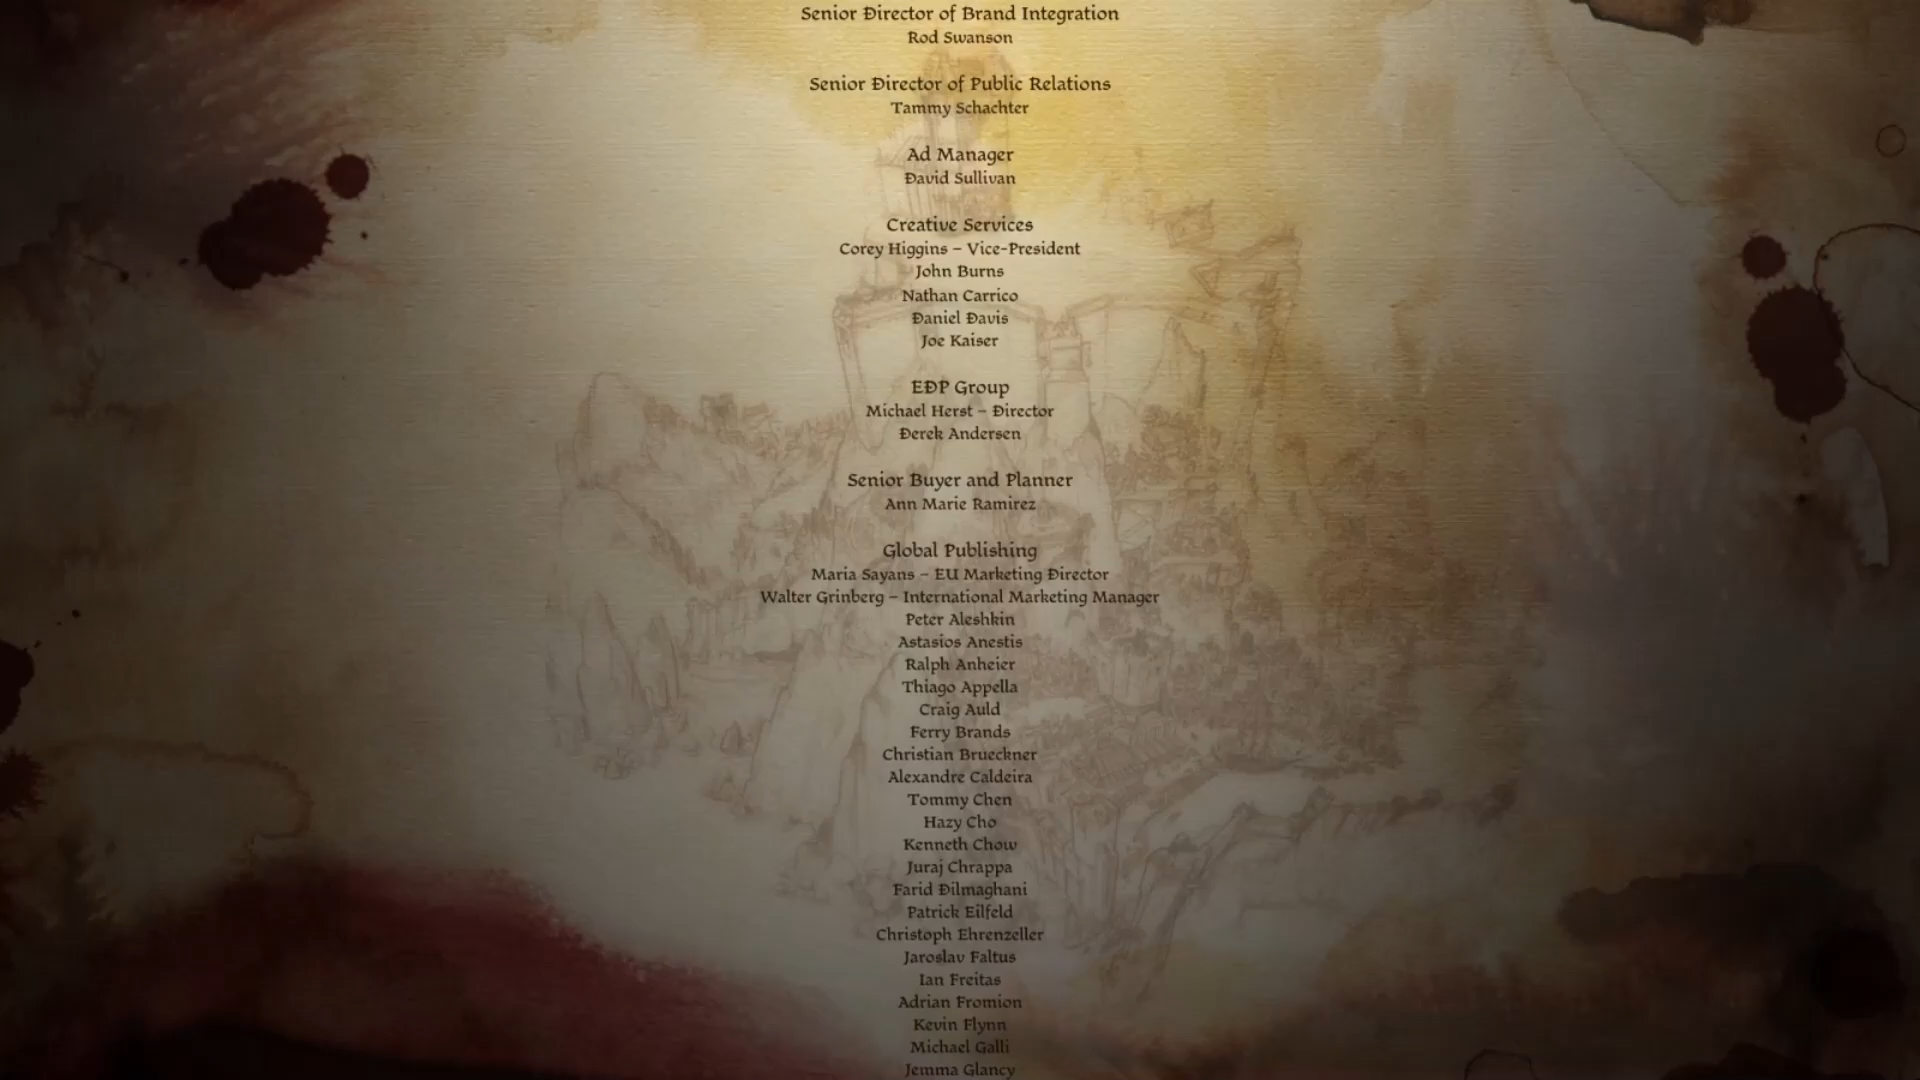 Senior Director of Brand Integration
Rod Swanson
Senior Director of Public Relations
Tammy Schachter
Ad Manager
David Sullivan
Creative Services
Corey Higgins – Vice-President
John Burns
Nathan Carrico
Daniel Davis
Joe Kaiser
EDP Group
Michael Herst – Director
Derek Andersen
Senior Buyer and Planner
Ann Marie Ramirez
Global Publishing
Maria Sayans – EU Marketing Director
Walter Grinberg – International Marketing Manager
Peter Aleshkin
Astasios Anestis
Ralph Anheier
Thiago Appella
Craig Auld
Ferry Brands
Christian Brueckner
Alexandre Caldeira
Tommy Chen
Hazy Cho
Kenneth Chow
Juraj Chrappa
Farid Dilmaghani
Patrick Eilfeld
Christoph Ehrenzeller
Jaroslav Faltus
Ian Freitas
Adrian Fromion
Kevin Flynn
Michael Galli
Jemma Glancy